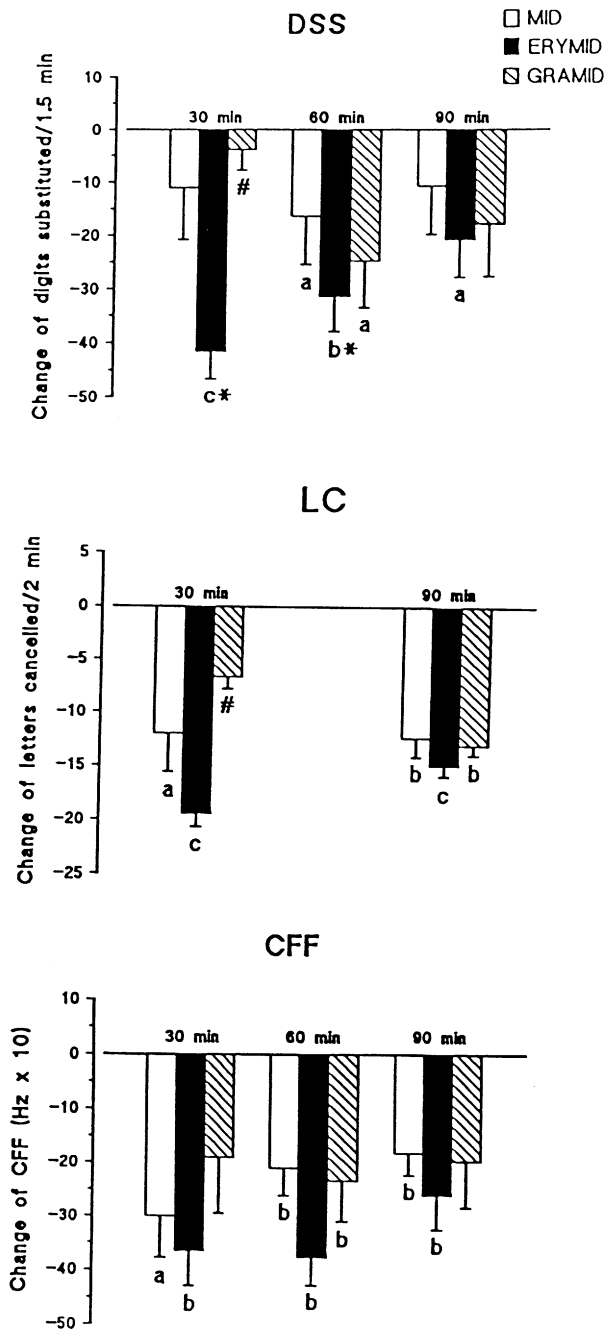 DSS
MID
ERYMID
GRAMID
Change of digits substituted/1.5 min
10
0
-10
-20
-30
-40
-50
30 min
60 min
90 min
#
a
a
a
b*
c*
LC
Change of letters cancelled/2 min
5
0
-5
-10
-15
-20
-25
30 min
90 min
#
a
c
b
c
b
CFF
Change of CFF (Hz x 10)
10
0
-10
-20
-30
-40
-50
30 min
60 min
90 min
a
b
b
b
b
b
b